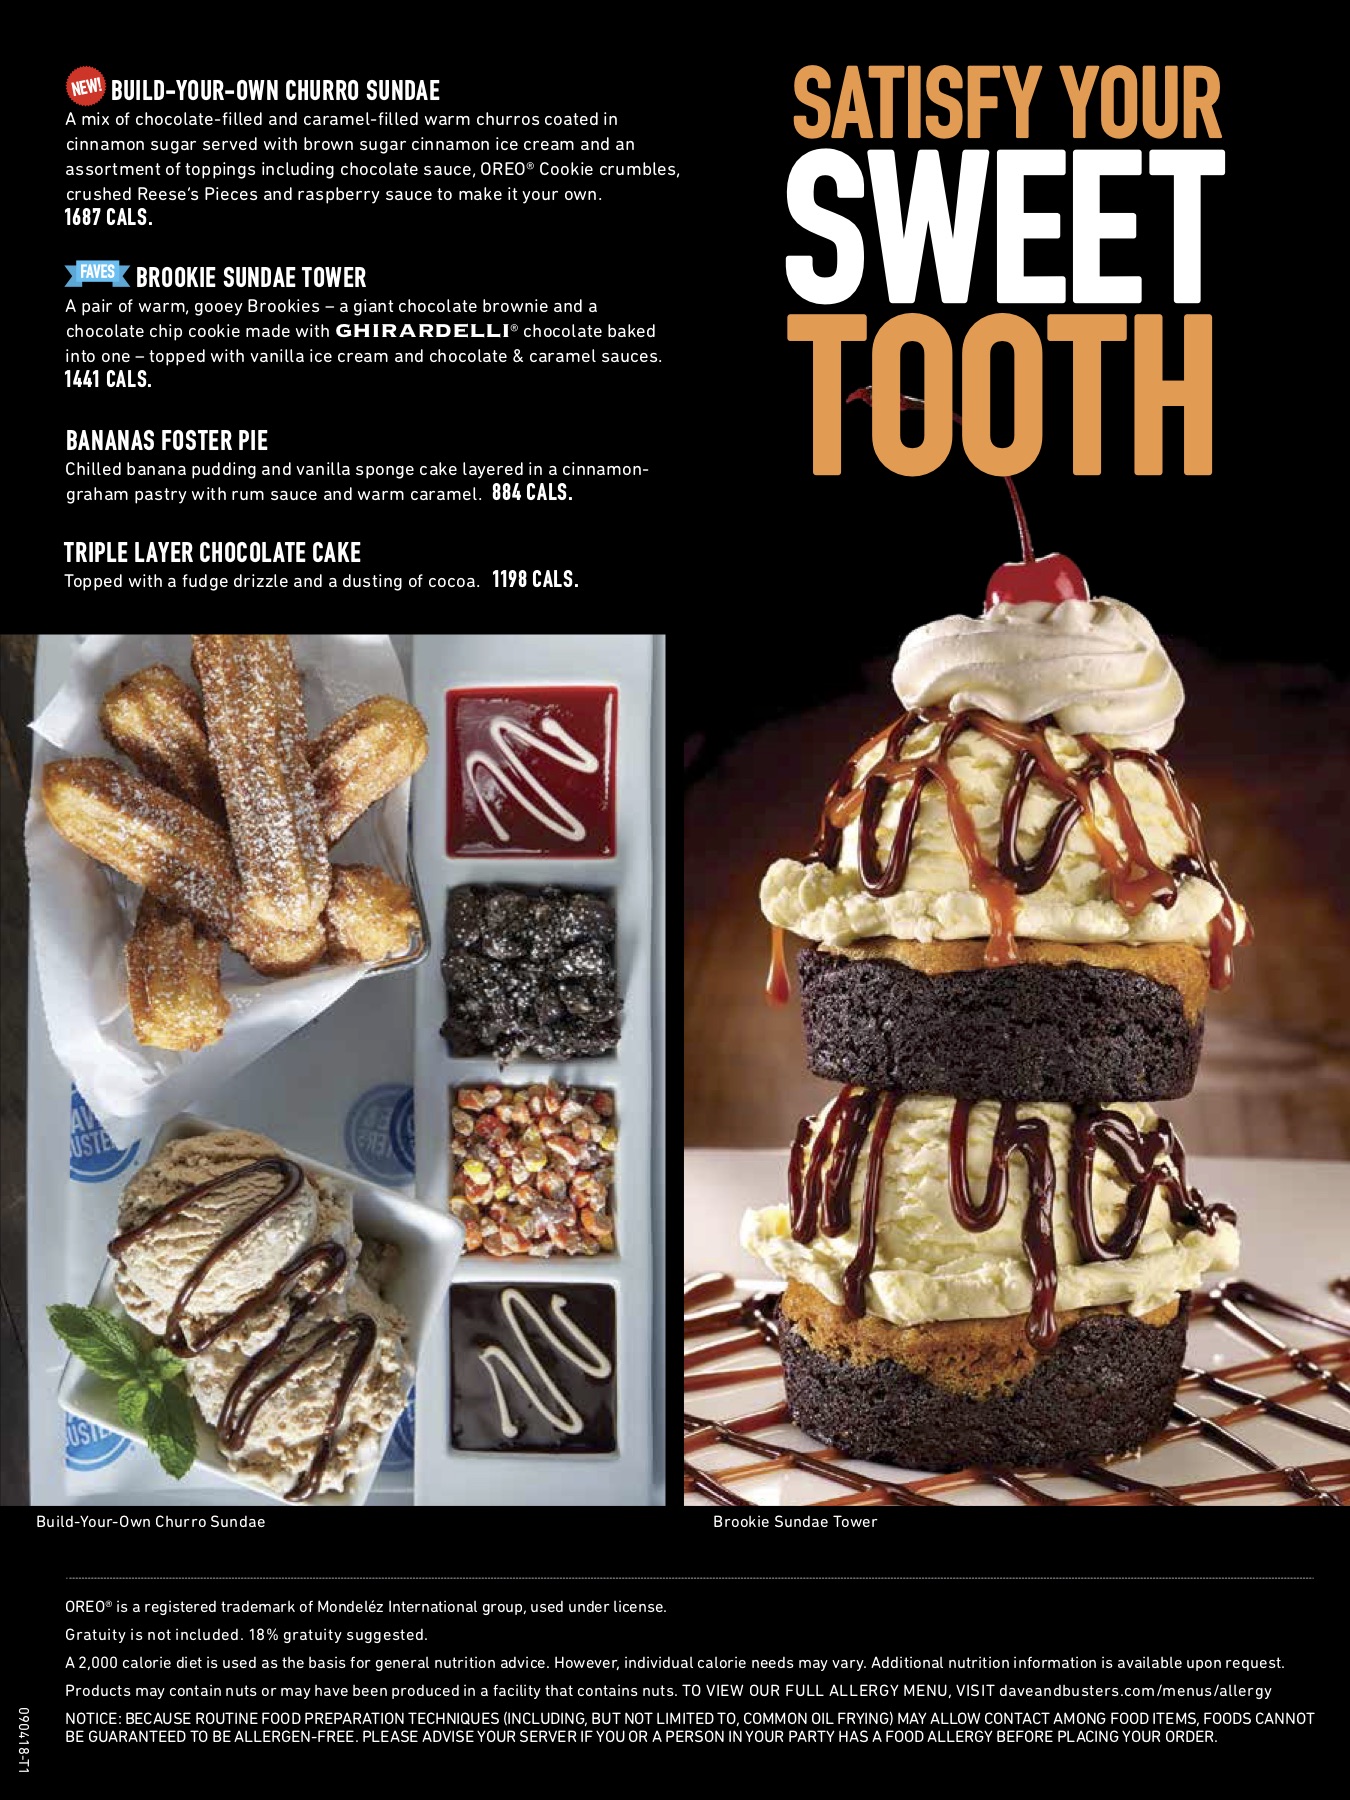 NEW! BUILD-YOUR-OWN CHURRO SUNDAE
A mix of chocolate-filled and caramel-filled warm churros coated in
cinnamon sugar served with brown sugar cinnamon ice cream and an
assortment of toppings including chocolate sauce, OREO® Cookie crumbles,
crushed Reese's Pieces and raspberry sauce to make it your own.
1687 CALS.
FAVES BROOKIE SUNDAE TOWER
A pair of warm, gooey Brookies – a giant chocolate brownie and a
chocolate chip cookie made with GHIRARDELLI® chocolate baked
into one – topped with vanilla ice cream and chocolate & caramel sauces.
1441 CALS.
BANANAS FOSTER PIE
Chilled banana pudding and vanilla sponge cake layered in a cinnamon-
graham pastry with rum sauce and warm caramel. 884 CALS.
TRIPLE LAYER CHOCOLATE CAKE
Topped with a fudge drizzle and a dusting of cocoa. 1198 CALS.
SATISFY YOUR
SWEET
TOOTH
Build-Your-Own Churro Sundae
Brookie Sundae Tower
OREO® is a registered trademark of Mondeléz International group, used under license.
Gratuity is not included. 18% gratuity suggested.
A 2,000 calorie diet is used as the basis for general nutrition advice. However, individual calorie needs may vary. Additional nutrition information is available upon request.
Products may contain nuts or may have been produced in a facility that contains nuts. TO VIEW OUR FULL ALLERGY MENU, VISIT daveandbusters.com/menus/allergy
NOTICE: BECAUSE ROUTINE FOOD PREPARATION TECHNIQUES (INCLUDING, BUT NOT LIMITED TO, COMMON OIL FRYING) MAY ALLOW CONTACT AMONG FOOD ITEMS, FOODS CANNOT
BE GUARANTEED TO BE ALLERGEN-FREE. PLEASE ADVISE YOUR SERVER IF YOU OR A PERSON IN YOUR PARTY HAS A FOOD ALLERGY BEFORE PLACING YOUR ORDER.
090418-T1